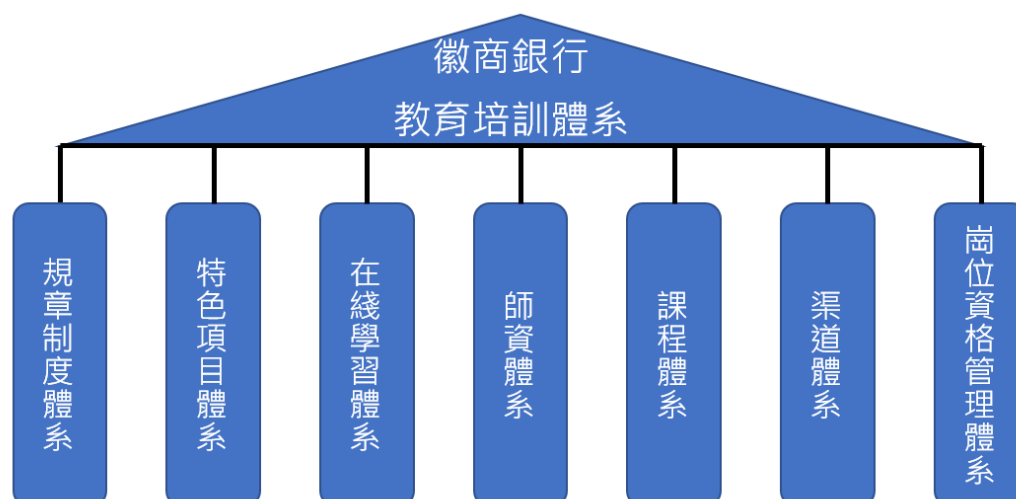 徽商銀行
教育培訓體系
規章制度體系
特色項目體系
在綫學習體系
師資體系
課程體系
渠道體系
崗位資格管理體系